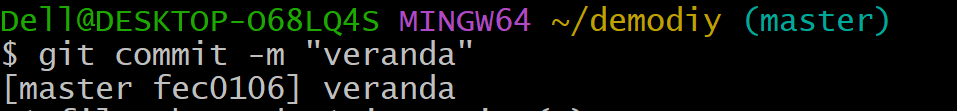 Dell@DESKTOP-O68LQ4S MINGW64 ~/demodiy (master)
$ git commit -m "veranda"
[master fec0106] veranda